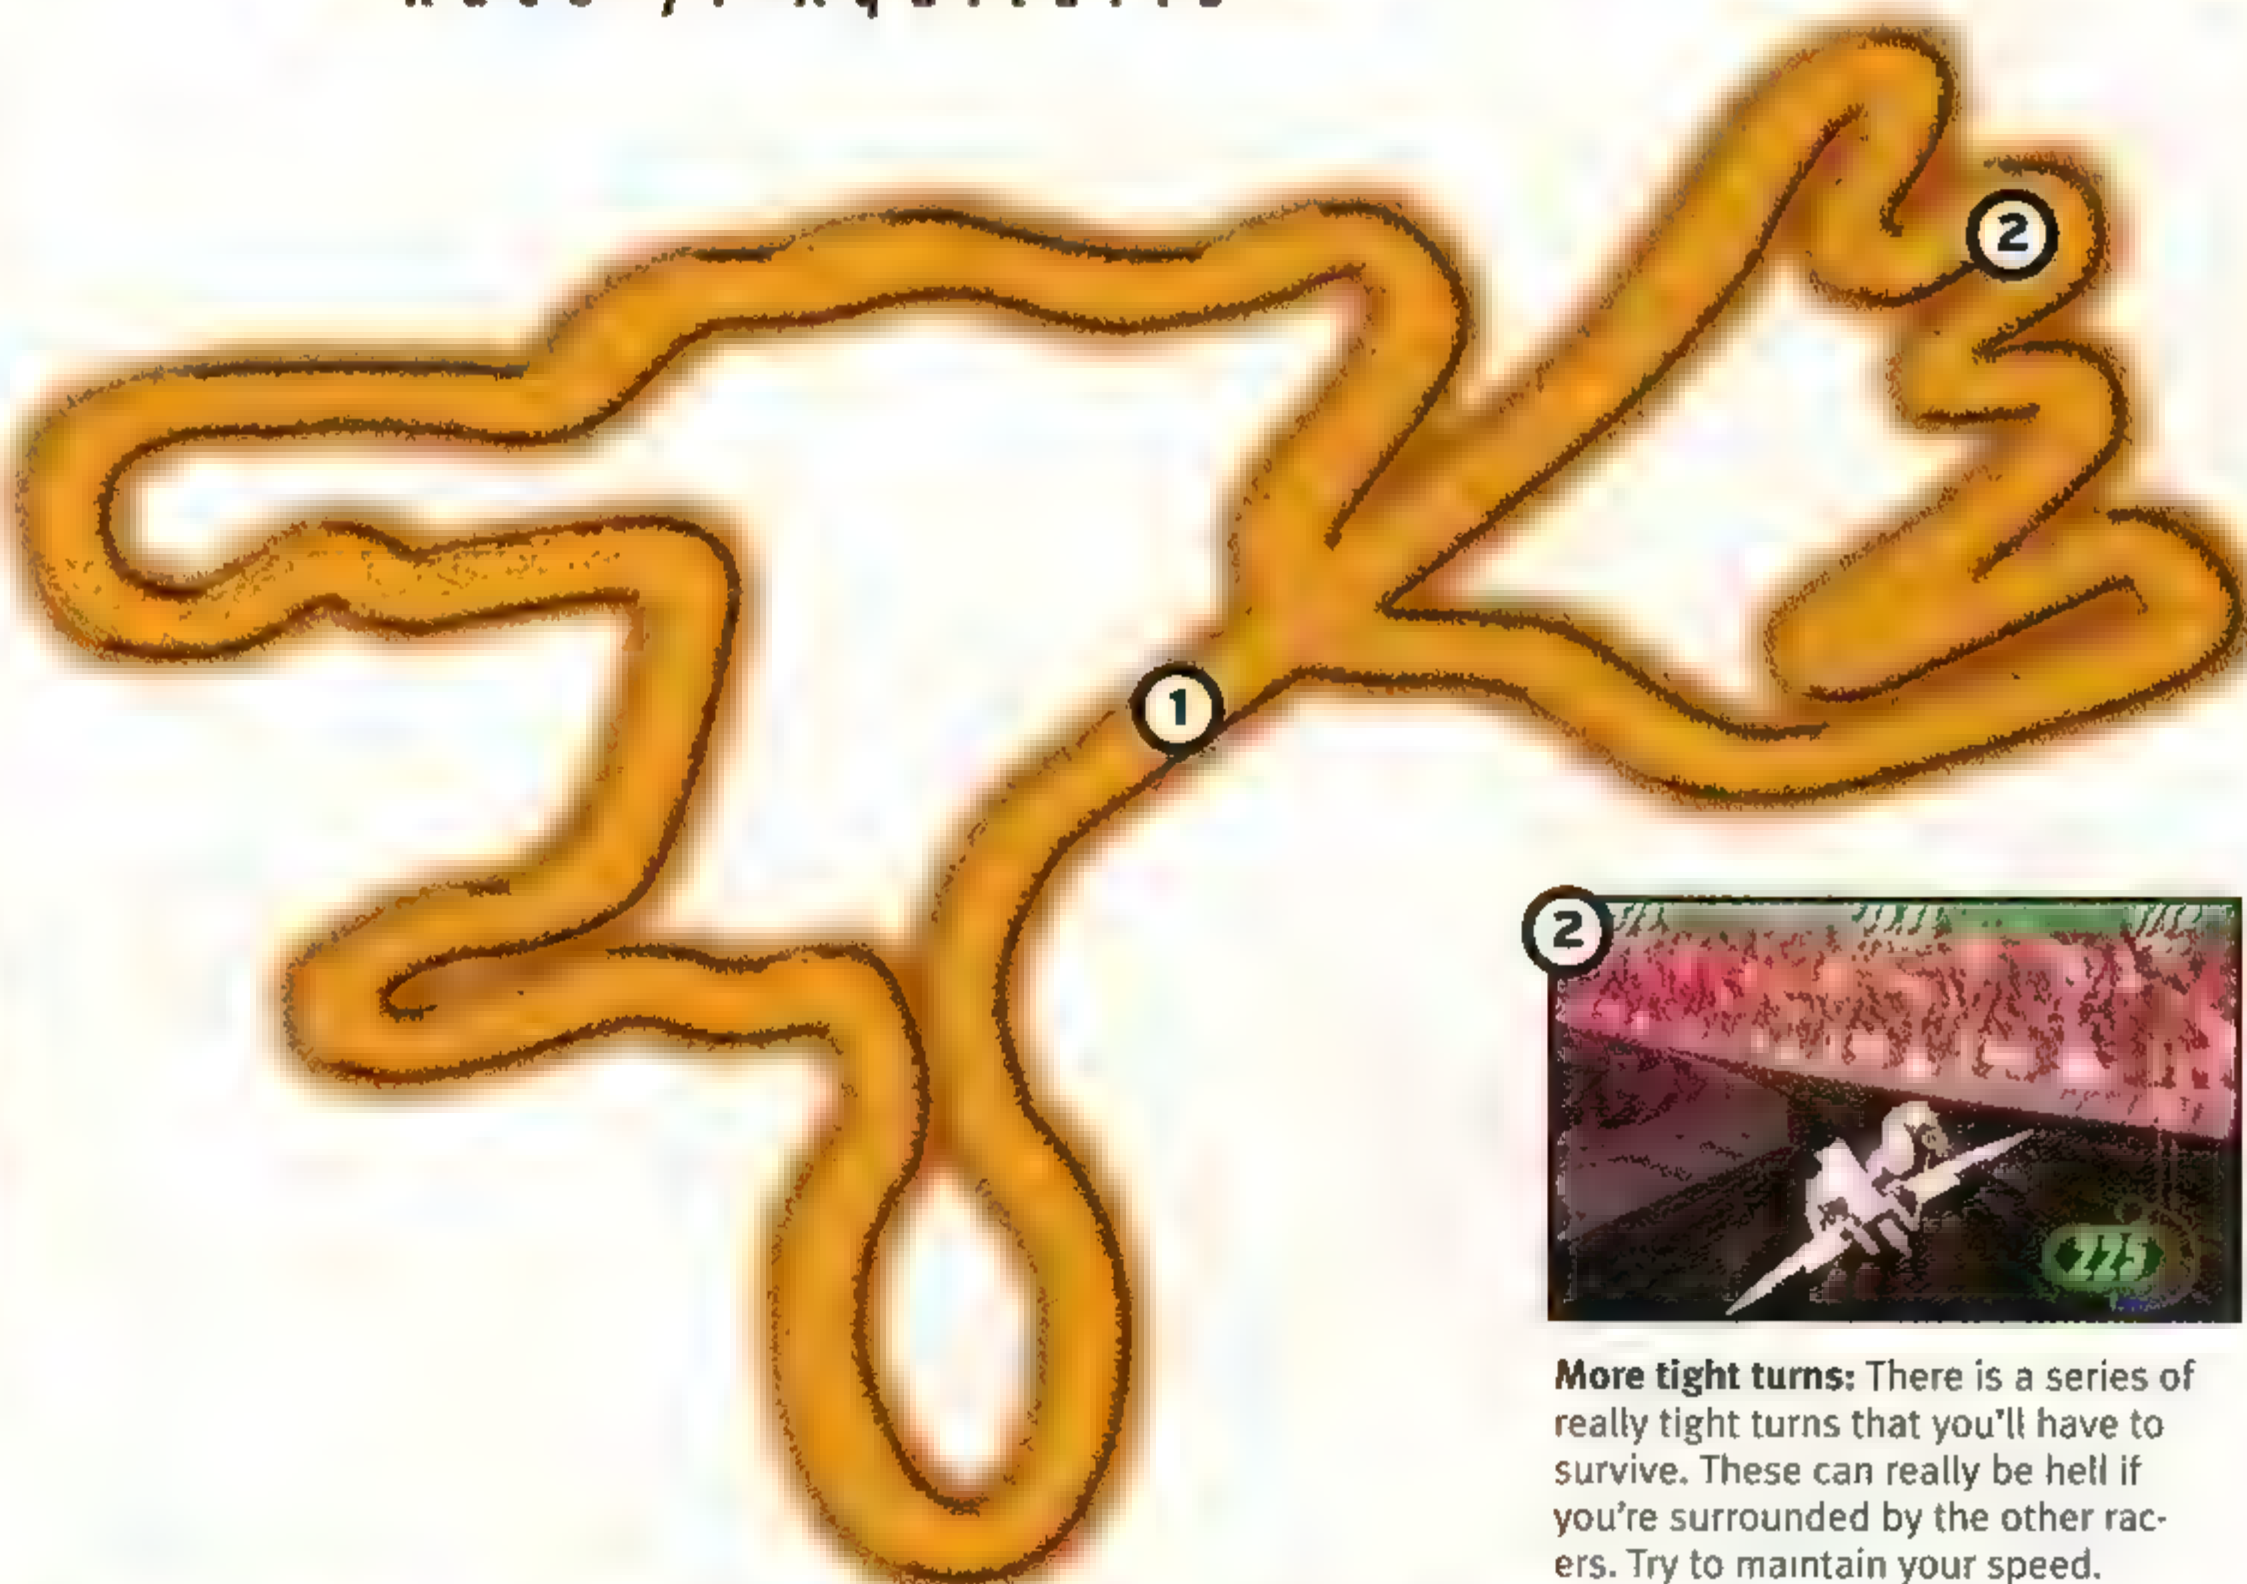 2
1
2
225
More tight turns: There is a series of
really tight turns that you'll have to
survive. These can really be hell if
you're surrounded by the other rac-
ers. Try to maintain your speed.